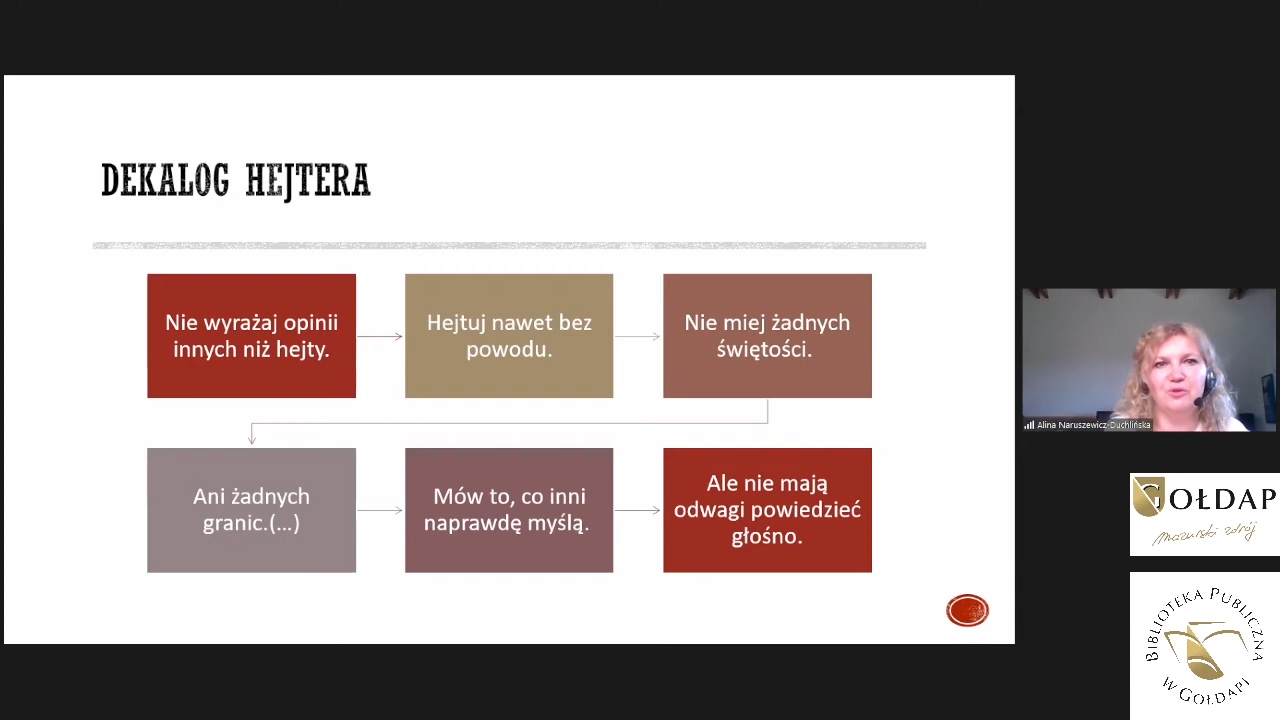 DEKALOG HEJTERA
Nie wyrażaj opinii
innych niż hejty.
Hejtuj nawet bez
powodu.
Nie miej żadnych
świętości.
Ani żadnych
granic.(...)
Mów to, co inni
naprawdę myślą.
Ale nie mają
odwagi powiedzieć
głośno.
Alina Naruszewicz-Duchlińska
GOŁDAP
mazurski zdrój
BIBLIOTEKA PUBLICZNA
W GOŁDAPI